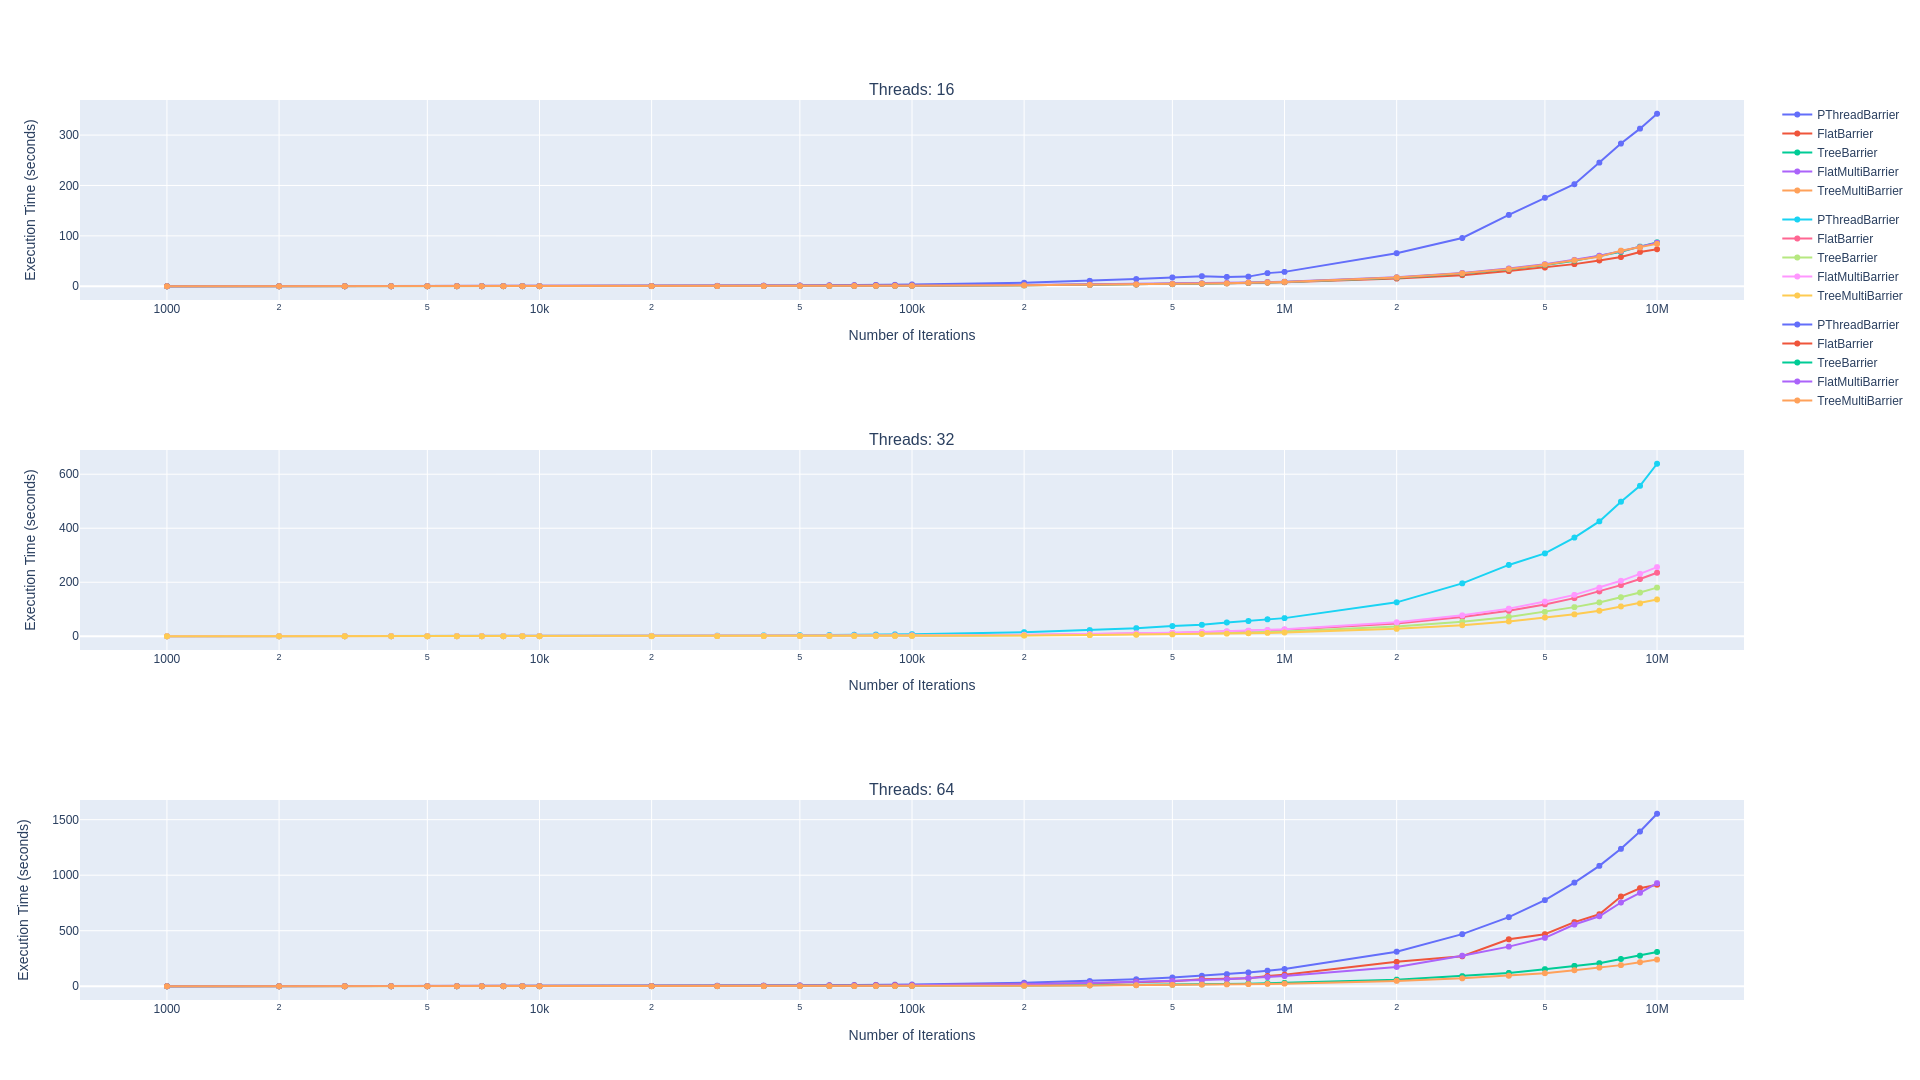 Threads: 16
Execution Time (seconds)
300
200
100
0
1000 2 5 10k 2 5 100k 2 5 1M 2 5 10M
Number of Iterations
PThreadBarrier
FlatBarrier
TreeBarrier
FlatMultiBarrier
TreeMultiBarrier
PThreadBarrier
FlatBarrier
TreeBarrier
FlatMultiBarrier
TreeMultiBarrier
PThreadBarrier
FlatBarrier
TreeBarrier
FlatMultiBarrier
TreeMultiBarrier
Threads: 32
Execution Time (seconds)
600
400
200
0
1000 2 5 10k 2 5 100k 2 5 1M 2 5 10M
Number of Iterations
Threads: 64
Execution Time (seconds)
1500
1000
500
0
1000 2 5 10k 2 5 100k 2 5 1M 2 5 10M
Number of Iterations